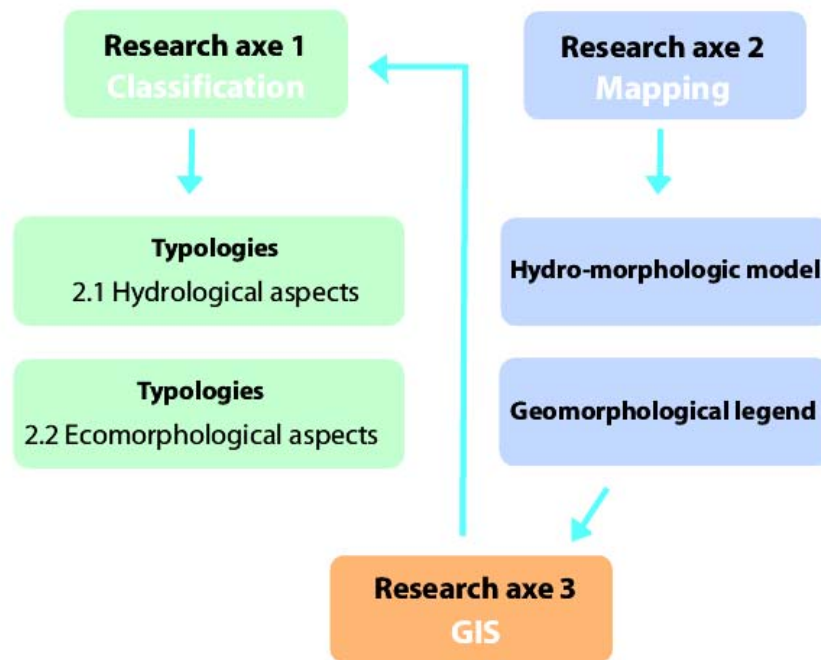 Research axe 1
Classification
Typologies
2.1 Hydrological aspects
Typologies
2.2 Ecomorphological aspects
Research axe 2
Mapping
Hydro-morphologic model
Geomorphological legend
Research axe 3
GIS